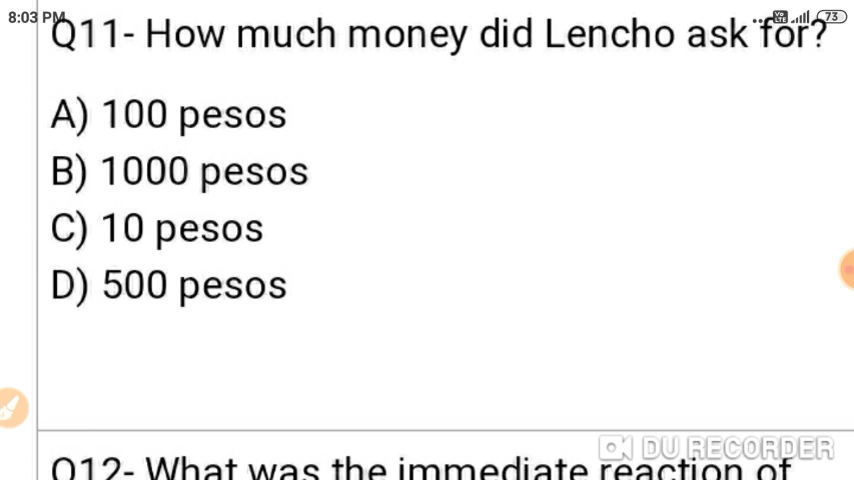 8:03 PM
73
Q11- How much money did Lencho ask for?
A) 100 pesos
B) 1000 pesos
C) 10 pesos
D) 500 pesos
DU RECORDER
Q12- What was the immediate reaction of